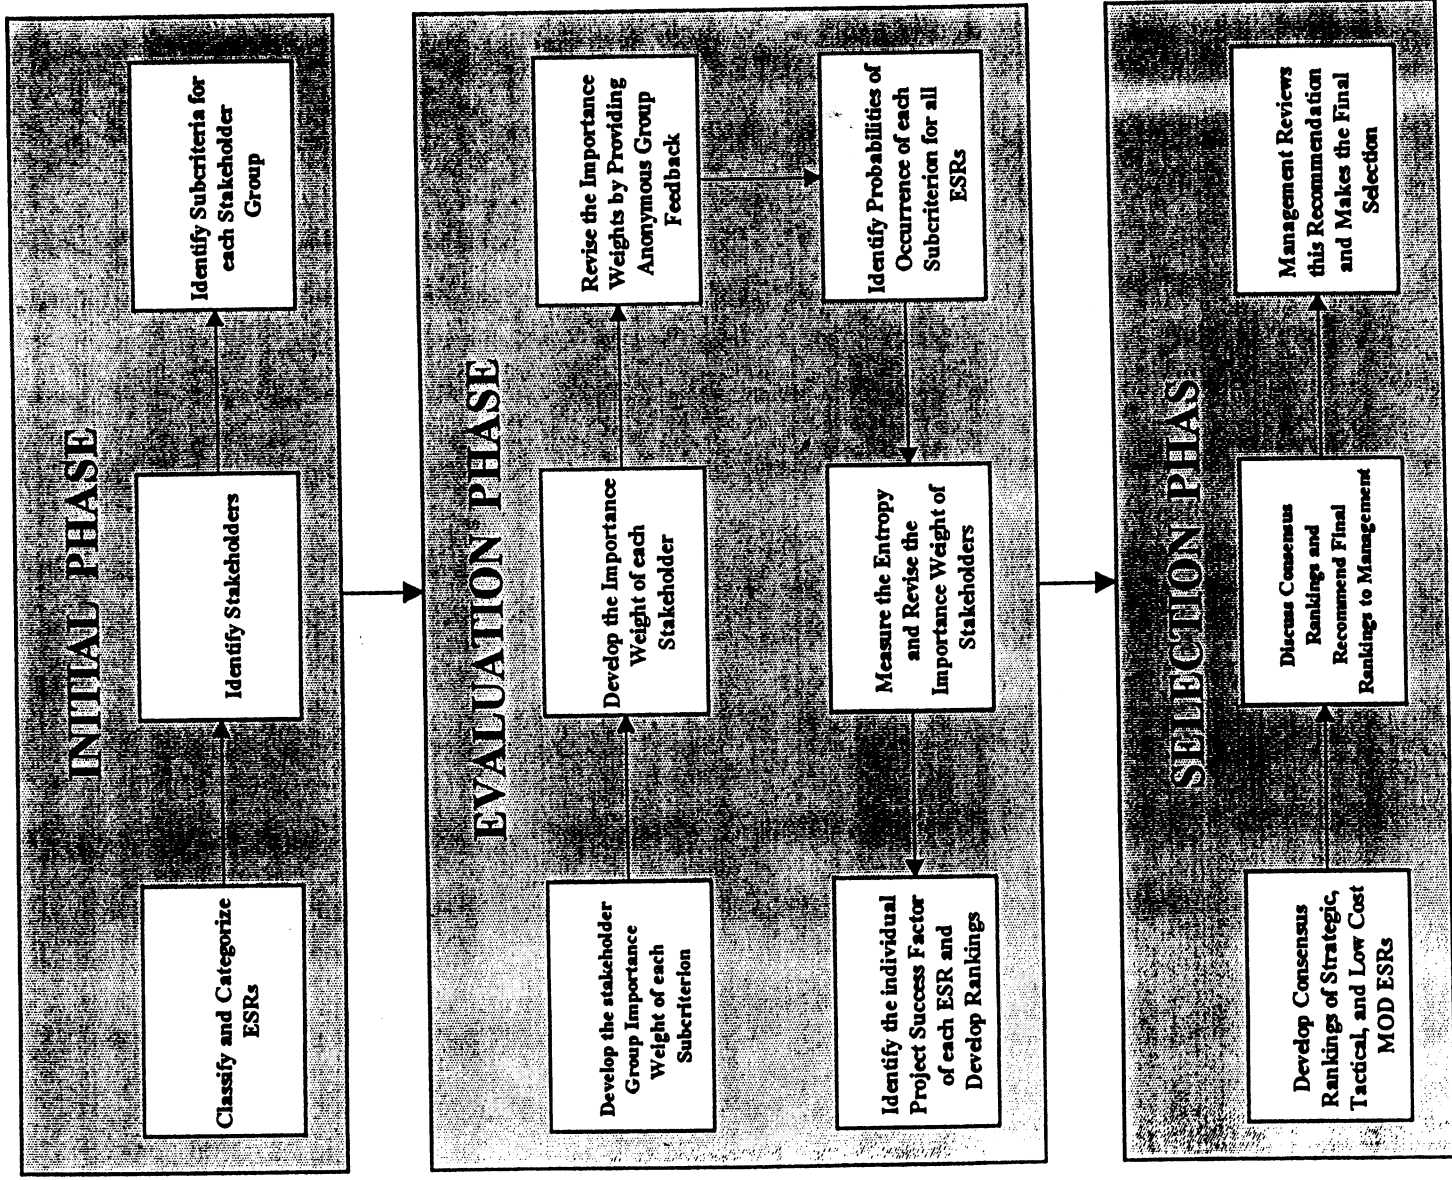 INITIAL PHASE
Classify and Categorize
ESRs
Identify Stakeholders
Identify Subcriteria for
each Stakeholder
Group
EVALUATION PHASE
Develop the stakeholder
Group Importance
Weight of each
Subcriterion
Develop the Importance
Weight of each
Stakeholder
Revise the Importance
Weights by Providing
Anonymous Group
Feedback
Identify Probabilities of
Occurrence of each
Subcriterion for all
ESRs
Measure the Entropy
and Revise the
Importance Weight of
Stakeholders
Identify the individual
Project Success Factor
of each ESR and
Develop Rankings
SELECTION PHAS
Develop Consensus
Rankings of Strategic,
Tactical, and Low Cost
MOD ESRs
Discuss Consensus
Rankings and
Recommend Final
Rankings to Management
Management Reviews
this Recommendation
and Makes the Final
Selection